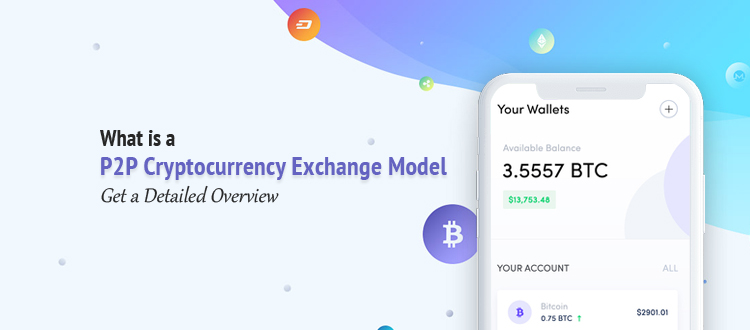 What is a
P2P Cryptocurrency Exchange Model
Get a Detailed Overview
Your Wallets
Available Balance
3.5557 BTC
$13,753.48
YOUR ACCOUNT ALL
Bitcoin
$2901.01
0.75 BTC ↑